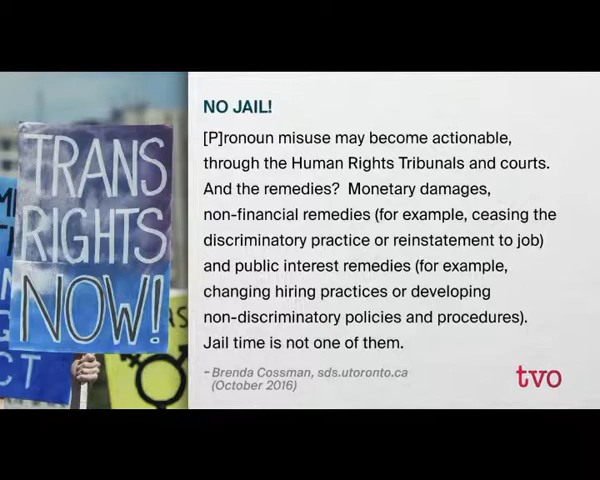 TRANS
RIGHTS
NOW!
CT
NO JAIL!
[P]ronoun misuse may become actionable,
through the Human Rights Tribunals and courts.
And the remedies?  Monetary damages,
non-financial remedies (for example, ceasing the
discriminatory practice or reinstatement to job)
and public interest remedies (for example,
changing hiring practices or developing
non-discriminatory policies and procedures).
Jail time is not one of them.
– Brenda Cossman, sds.utoronto.ca
(October 2016)
tvo